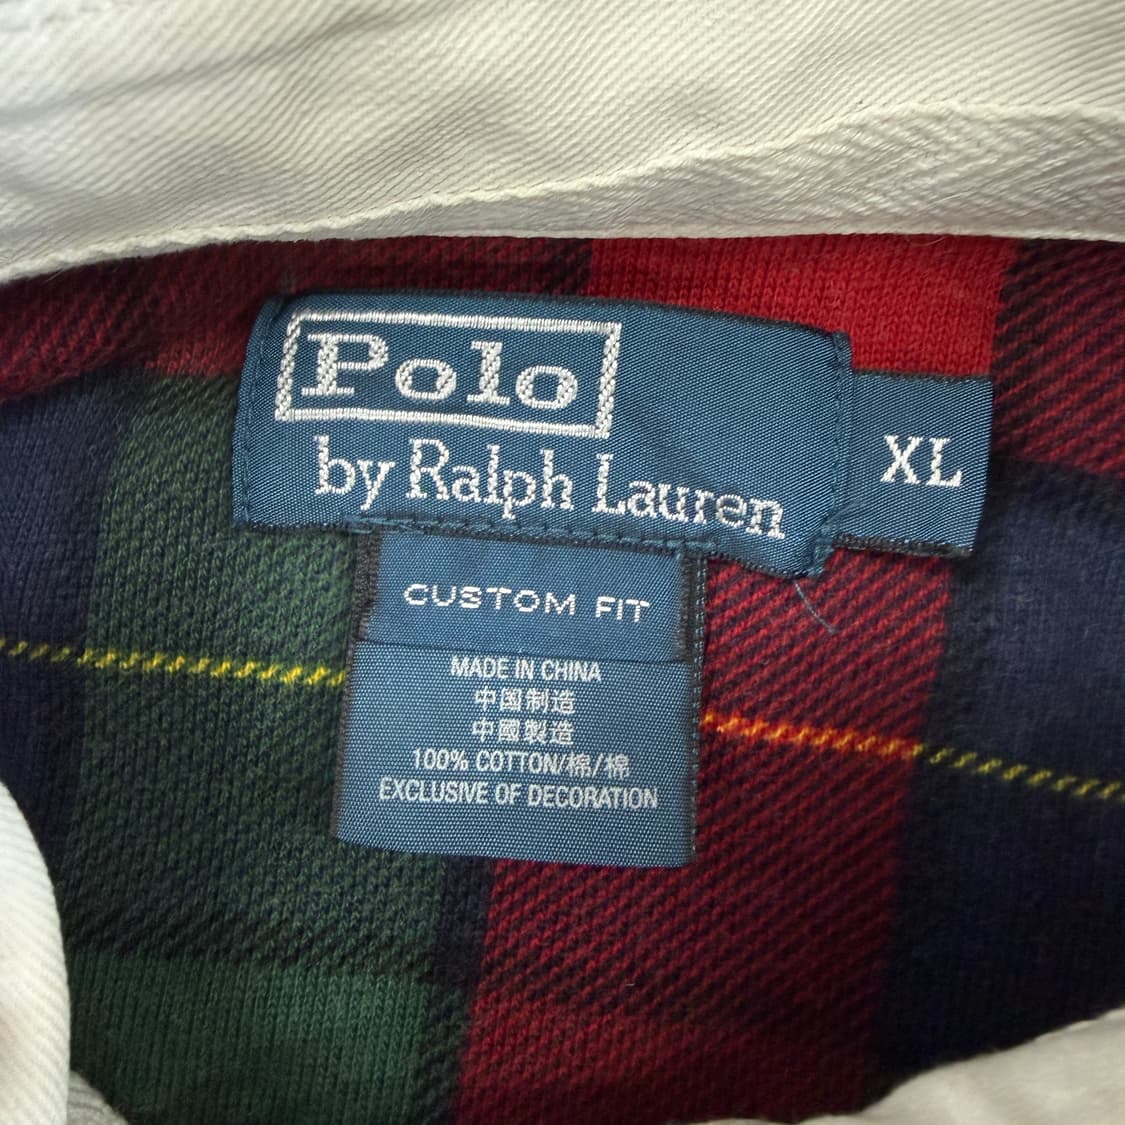 Polo
by Ralph Lauren
XL
CUSTOM FIT
MADE IN CHINA
中国制造
中國製造
100% COTTON/棉/棉
EXCLUSIVE OF DECORATION